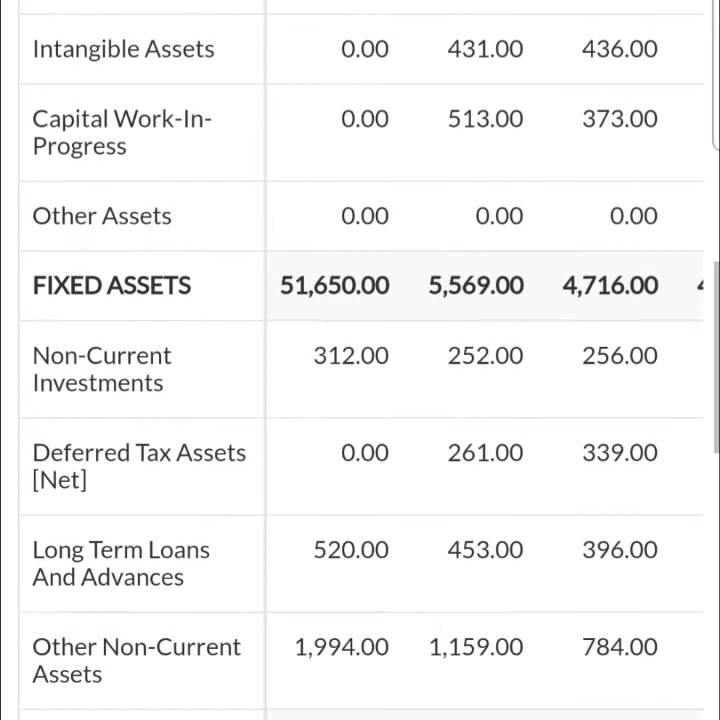 Intangible Assets 0.00 431.00 436.00
Capital Work-In- 0.00 513.00 373.00
Progress
Other Assets 0.00 0.00 0.00
FIXED ASSETS 51,650.00 5,569.00 4,716.00
Non-Current 312.00 252.00 256.00
Investments
Deferred Tax Assets 0.00 261.00 339.00
[Net]
Long Term Loans 520.00 453.00 396.00
And Advances
Other Non-Current 1,994.00 1,159.00 784.00
Assets